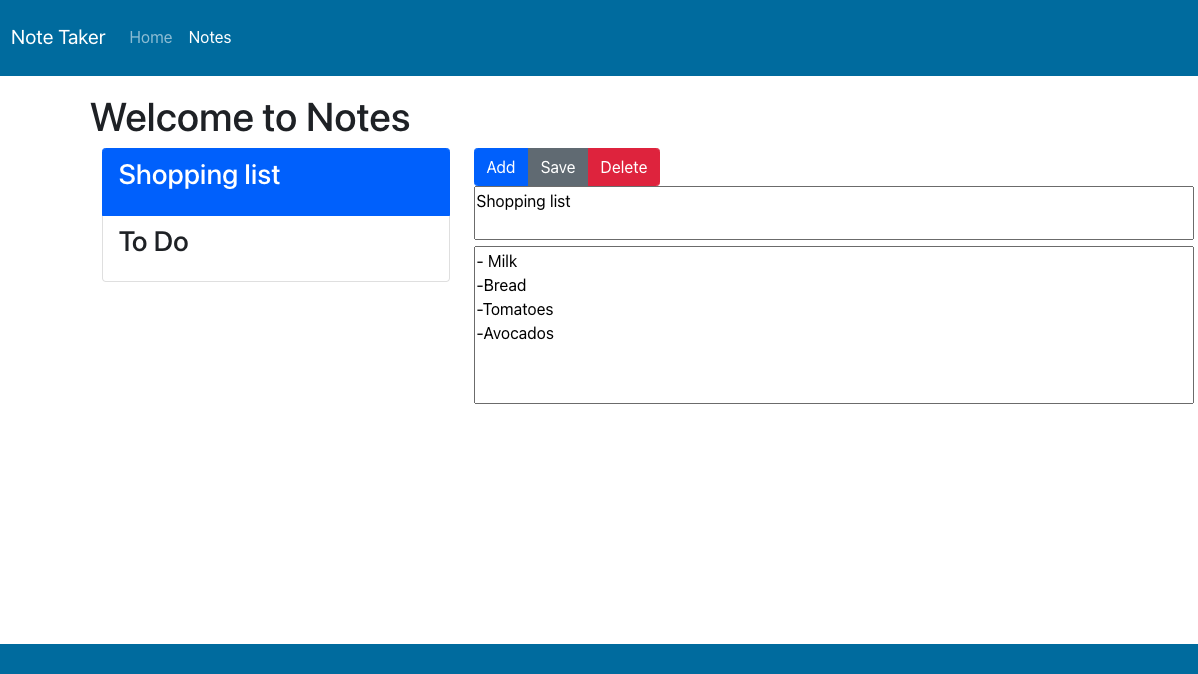 Note Taker Home Notes
Welcome to Notes
Shopping list
To Do
Add Save Delete
Shopping list
- Milk
-Bread
-Tomatoes
-Avocados